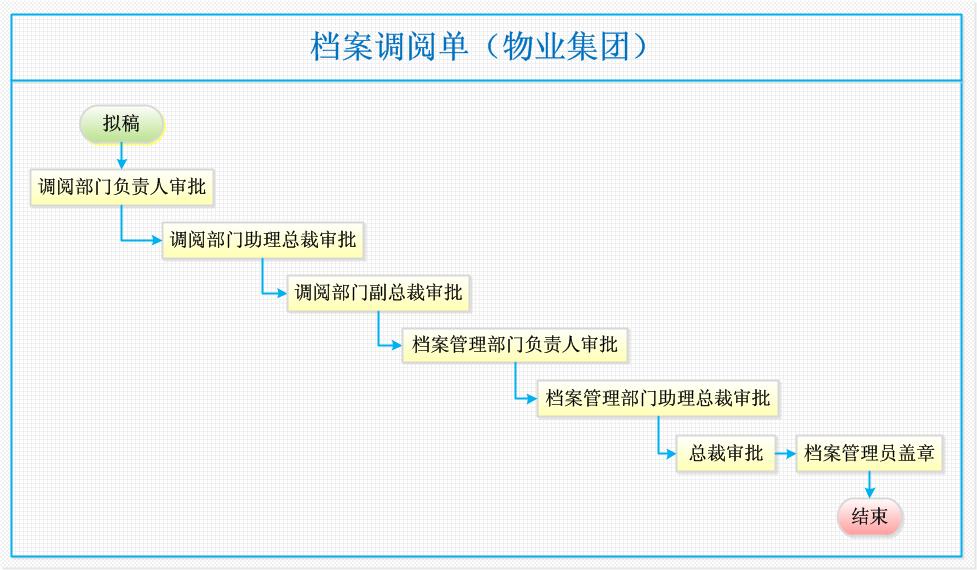 档案调阅单（物业集团）
拟稿
调阅部门负责人审批
调阅部门助理总裁审批
调阅部门副总裁审批
档案管理部门负责人审批
档案管理部门助理总裁审批
总裁审批
档案管理员盖章
结束